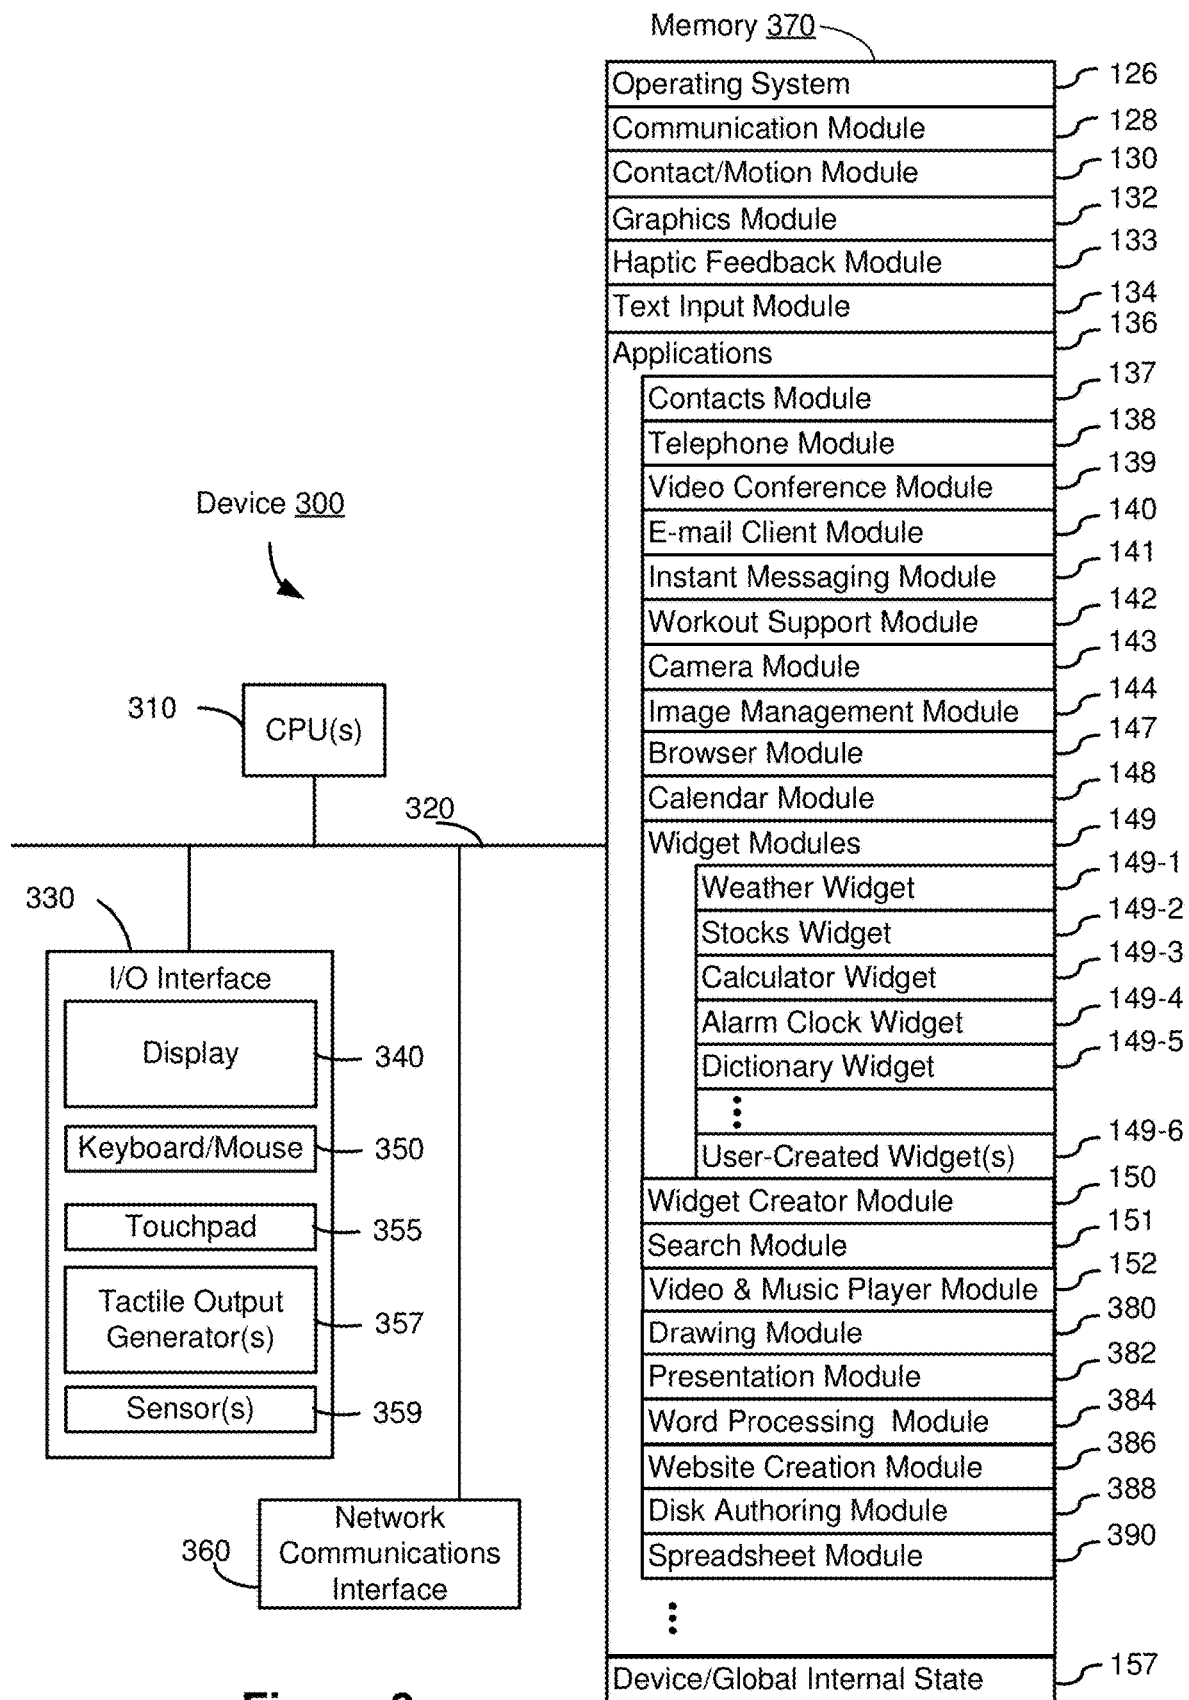 Memory 370
Operating System 126
Communication Module 128
Contact/Motion Module 130
Graphics Module 132
Haptic Feedback Module 133
Text Input Module 134
Applications 136
Contacts Module 137
Telephone Module 138
Video Conference Module 139
E-mail Client Module 140
Instant Messaging Module 141
Workout Support Module 142
Camera Module 143
Image Management Module 144
Browser Module 147
Calendar Module 148
Widget Modules 149
Weather Widget 149-1
Stocks Widget 149-2
Calculator Widget 149-3
Alarm Clock Widget 149-4
Dictionary Widget 149-5
User-Created Widget(s) 149-6
Widget Creator Module 150
Search Module 151
Video & Music Player Module 152
Drawing Module 380
Presentation Module 382
Word Processing Module 384
Website Creation Module 386
Disk Authoring Module 388
Spreadsheet Module 390
Device/Global Internal State 157
Device 300
310
CPU(s)
320
330
I/O Interface
Display 340
Keyboard/Mouse 350
Touchpad 355
Tactile Output
Generator(s) 357
Sensor(s) 359
360
Network
Communications
Interface